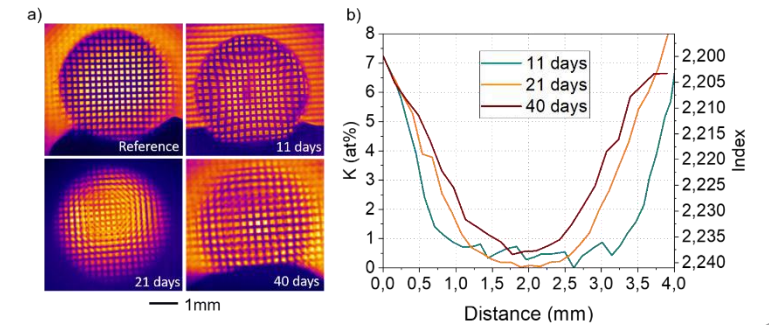 a)
Reference
11 days
21 days
40 days
1mm
b)
8
7
6
5
4
3
2
1
0
K (at%)
11 days
21 days
40 days
2,200
2,205
2,210
2,215
2,220
2,225
2,230
2,235
2,240
Index
0,0 0,5 1,0 1,5 2,0 2,5 3,0 3,5 4,0
Distance (mm)